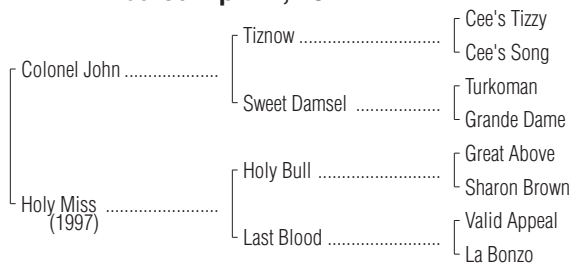 Cee's Tizzy
Tiznow ........................................
Cee's Song
Colonel John .....................
Turkoman
Sweet Damsel ....................
Grande Dame
Great Above
Holy Bull .............................
Sharon Brown
Holy Miss .........................
(1997)
Valid Appeal
Last Blood ............................
La Bonzo